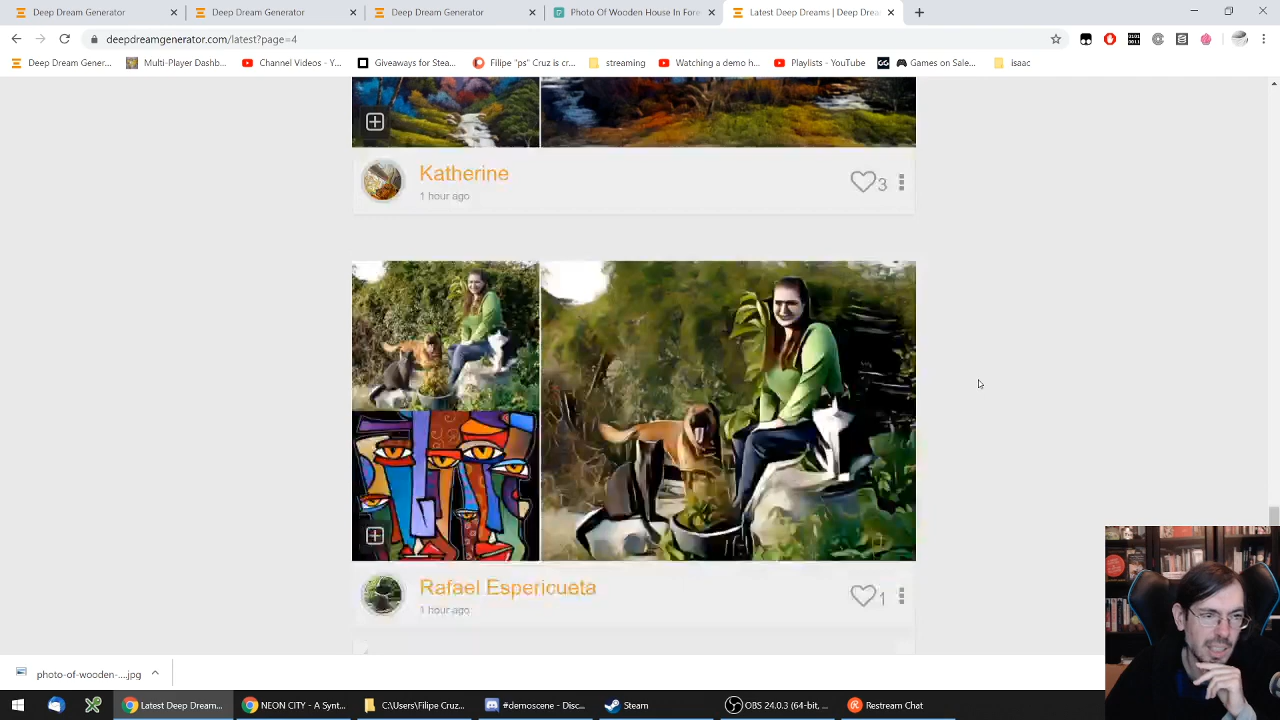 Deep Dream Generator
Deep Dream Generator
Deep Dream Generator
Photo Of Wooden House In Fore
Latest Deep Dreams | Deep Drea
deepdreamgenerator.com/latest?page=4
Deep Dream Gener...
Multi-Player Dashb...
Channel Videos - Y...
Giveaways for Stea...
Filipe "ps" Cruz is cr...
streaming
Watching a demo h...
Playlists - YouTube
GG
Games on Sale...
isaac
Katherine
1 hour ago
3
Rafael Espericueta
1 hour ago
1
photo-of-wooden-....jpg
Latest Deep Dream...
NEON CITY - A Synt...
C:\Users\Filipe Cruz...
#demoscene - Disc...
Steam
OBS 24.0.3 (64-bit, ...
Restream Chat